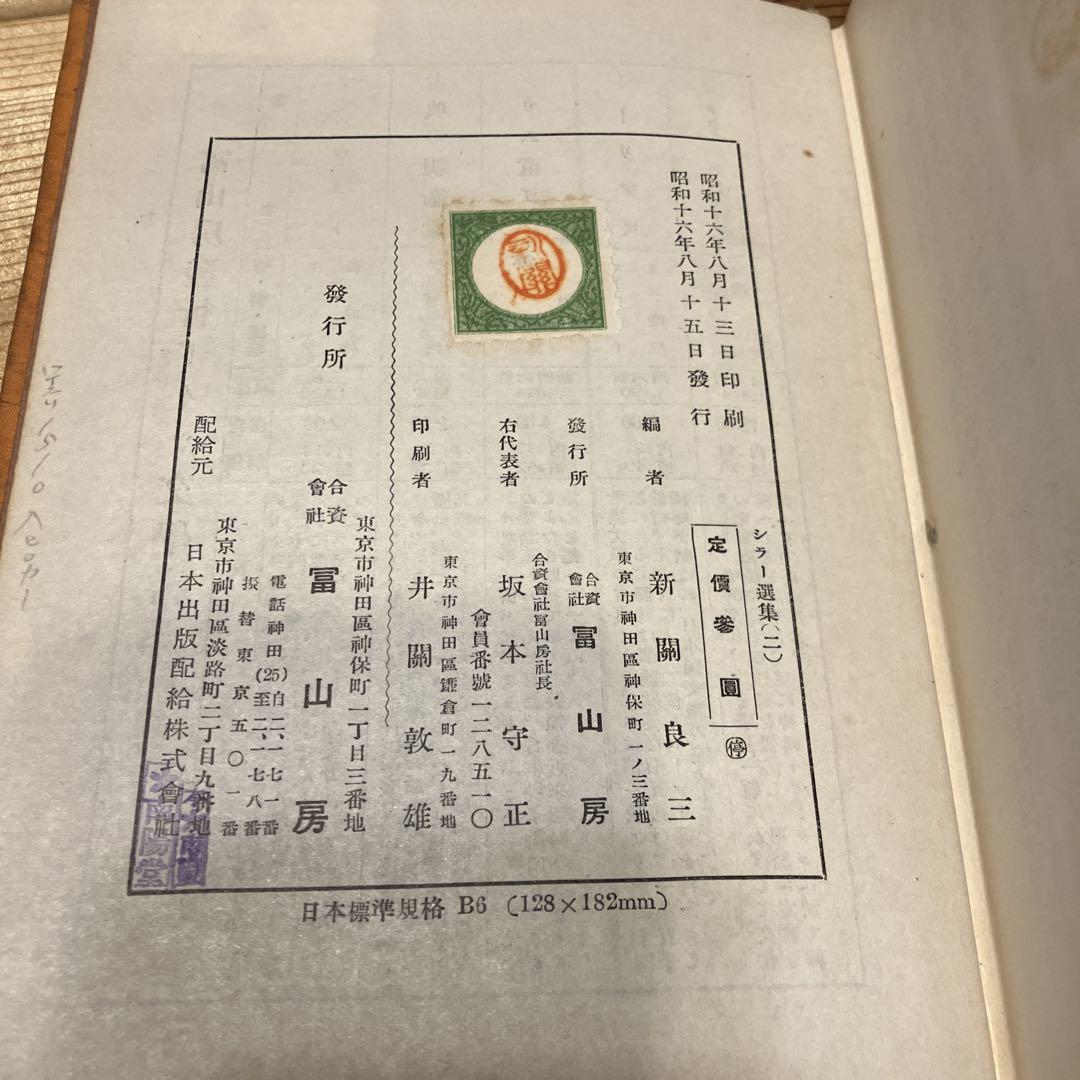 昭和十六年八月十三日印刷
昭和十六年八月十五日發行
シラー選集(二)
定價參圓
停
編者
新關良三
東京市神田區神保町一ノ三番地
發行所
合資會社
冨山房
合資會社冨山房社長
右代表者
坂本守正
會員番號一二八五一〇
東京市神田區鎌倉町一九番地
印刷者
井關敦雄
發行所
東京市神田區神保町一丁目三番地
合資會社
冨山房
電話神田(25)自二、一七一番
至二、一七八番
振替東京五〇一番
配給元
東京市神田區淡路町二丁目九番地
日本出版配給株式會社
日本標準規格 B6 (128×182mm)